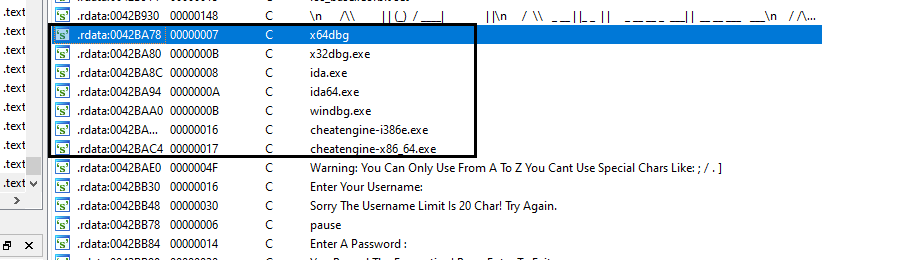 .text
.rdata:0042B930 00000148 C \n /\\ || (_) / ___| ||\n / \\ _ __ || _ || _ __ _ __ _ __|| __ _ __ __\n / /\...
's' .rdata:0042BA78 00000007 C x64dbg
.text 's' .rdata:0042BA80 0000000B C x32dbg.exe
.text 's' .rdata:0042BA8C 00000008 C ida.exe
.text 's' .rdata:0042BA94 0000000A C ida64.exe
.text 's' .rdata:0042BAA0 0000000B C windbg.exe
.text 's' .rdata:0042BA... 00000016 C cheatengine-i386e.exe
.text 's' .rdata:0042BAC4 00000017 C cheatengine-x86_64.exe
.text 's' .rdata:0042BAE0 0000004F C Warning: You Can Only Use From A To Z You Cant Use Special Chars Like: ; / . ]
.text 's' .rdata:0042BB30 00000016 C Enter Your Username:
's' .rdata:0042BB48 00000030 C Sorry The Username Limit Is 20 Char! Try Again.
's' .rdata:0042BB78 00000006 C pause
's' .rdata:0042BB84 00000014 C Enter A Password :